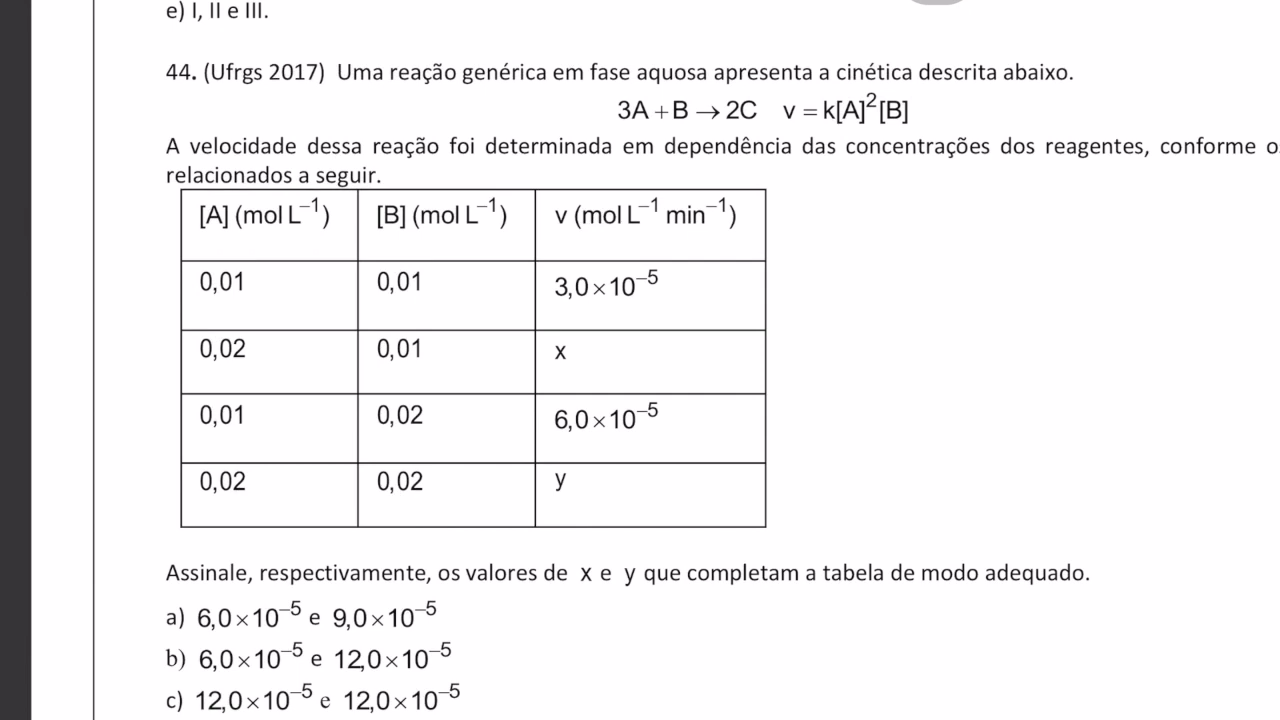 e) I, II e III.
44. (Ufrgs 2017) Uma reação genérica em fase aquosa apresenta a cinética descrita abaixo.
3A + B → 2C v = k[A]²[B]
A velocidade dessa reação foi determinada em dependência das concentrações dos reagentes, conforme
relacionados a seguir.
[A] (mol L⁻¹) [B] (mol L⁻¹) v (mol L⁻¹ min⁻¹)
0,01 0,01 3,0×10⁻⁵
0,02 0,01 x
0,01 0,02 6,0×10⁻⁵
0,02 0,02 y
Assinale, respectivamente, os valores de x e y que completam a tabela de modo adequado.
a) 6,0×10⁻⁵ e 9,0×10⁻⁵
b) 6,0×10⁻⁵ e 12,0×10⁻⁵
c) 12,0×10⁻⁵ e 12,0×10⁻⁵